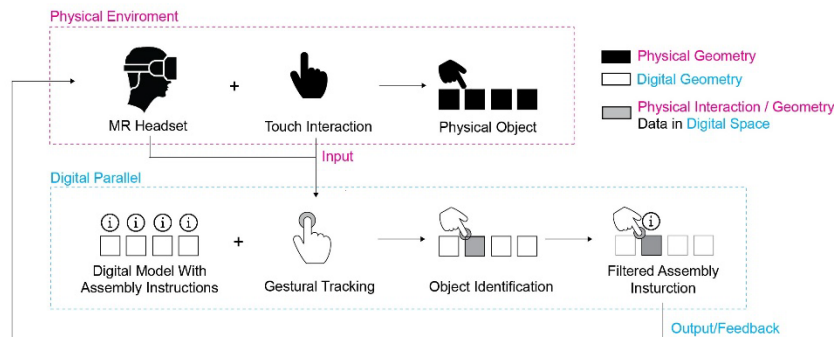 Physical Enviroment
MR Headset
+
Touch Interaction
Physical Object
Physical Geometry
Digital Geometry
Physical Interaction / Geometry
Data in Digital Space
Input
Digital Parallel
i i i i
Digital Model With
Assembly Instructions
+
Gestural Tracking
Object Identification
i
Filtered Assembly
Insturction
Output/Feedback